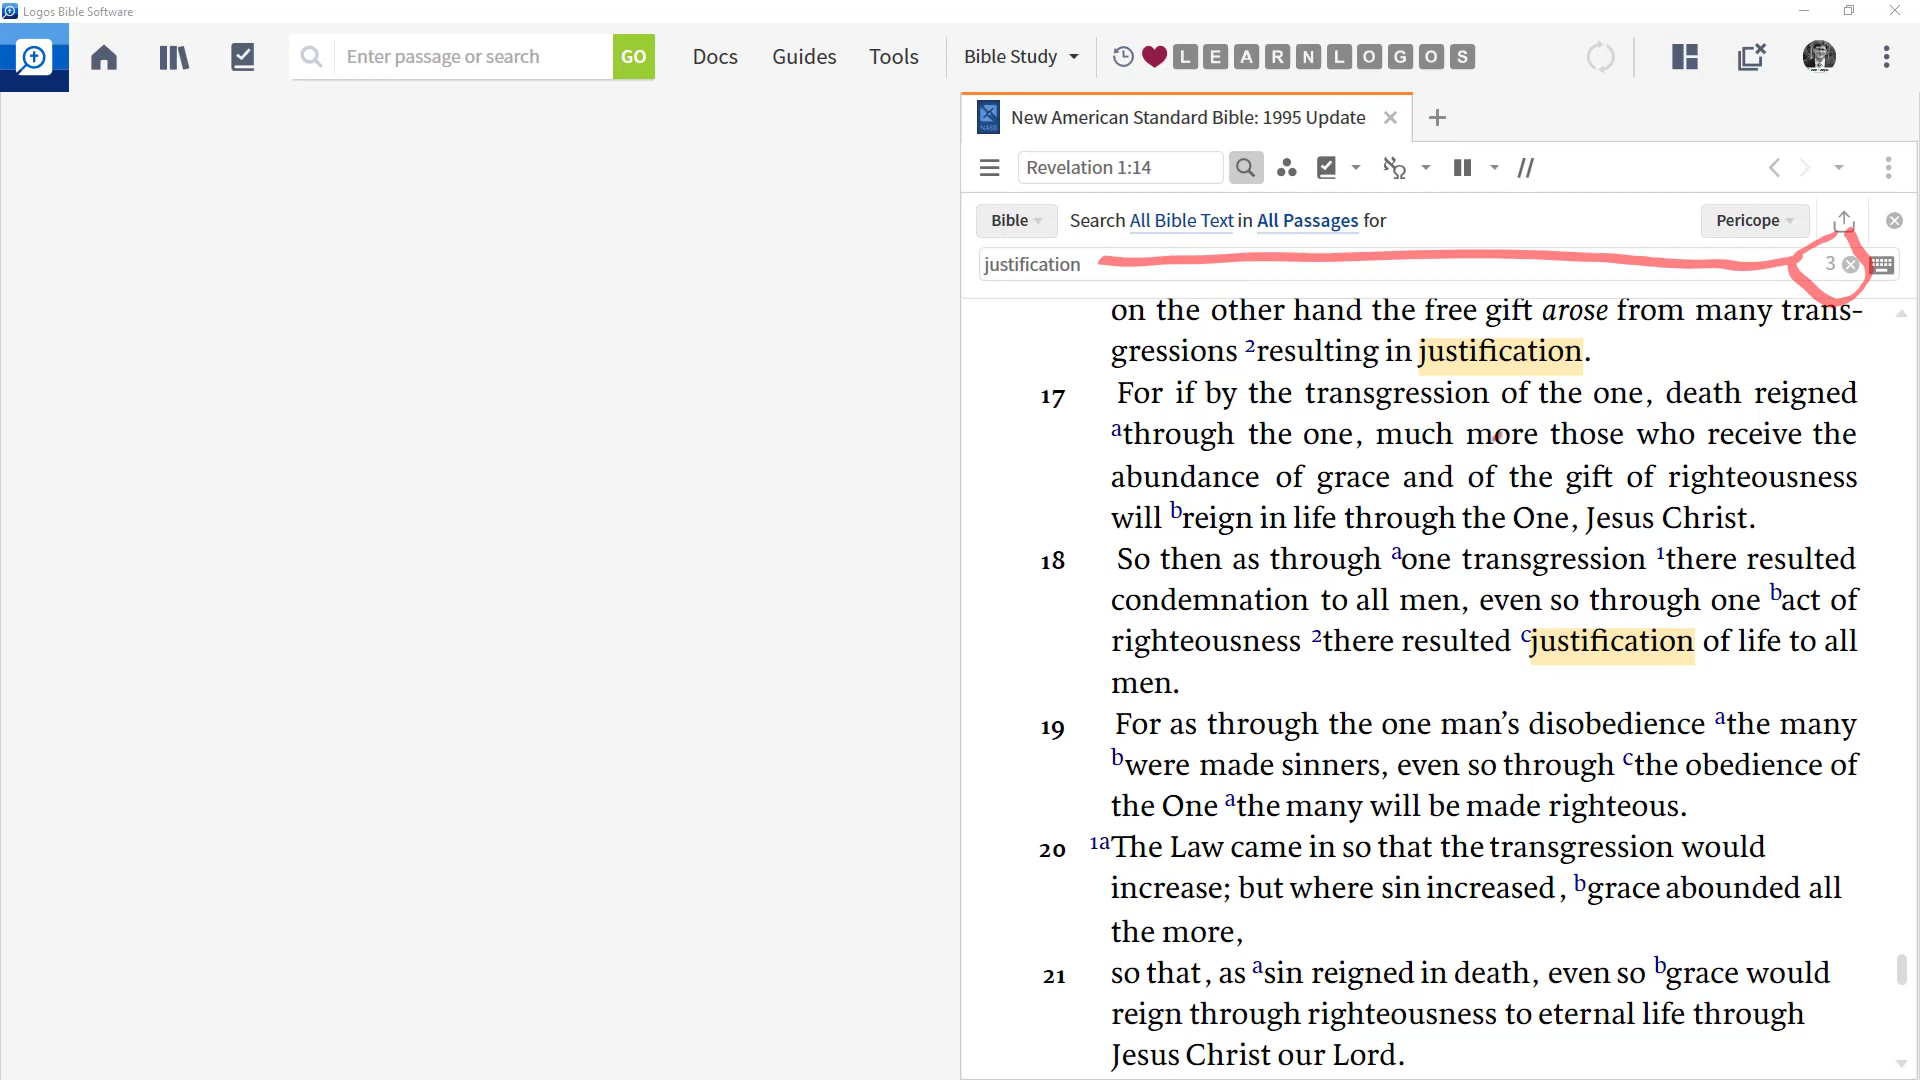 Logos Bible Software
Enter passage or search
GO
Docs
Guides
Tools
Bible Study
L E A R N L O G O S
NASB
New American Standard Bible: 1995 Update
Revelation 1:14
Bible
Search All Bible Text in All Passages for
Pericope
justification
3
on the other hand the free gift arose from many trans-
gressions 2resulting in justification.
17 For if by the transgression of the one, death reigned
athrough the one, much more those who receive the
abundance of grace and of the gift of righteousness
will breign in life through the One, Jesus Christ.
18 So then as through aone transgression 1there resulted
condemnation to all men, even so through one bact of
righteousness 2there resulted cjustification of life to all
men.
19 For as through the one man’s disobedience athe many
bwere made sinners, even so through cthe obedience of
the One athe many will be made righteous.
20 1aThe Law came in so that the transgression would
increase; but where sin increased, bgrace abounded all
the more,
21 so that, as asin reigned in death, even so bgrace would
reign through righteousness to eternal life through
Jesus Christ our Lord.